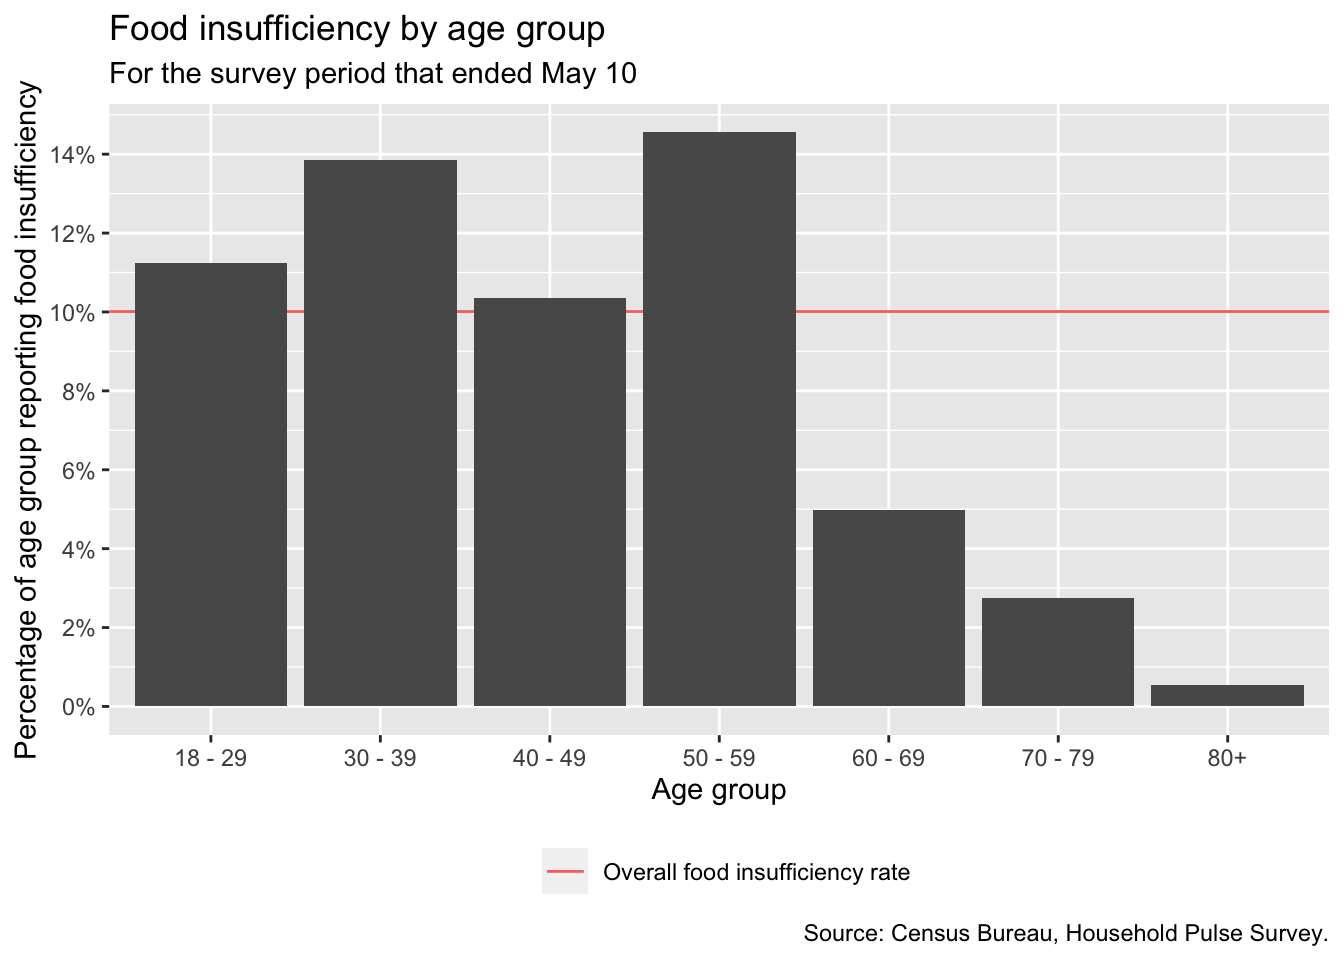 Food insufficiency by age group
For the survey period that ended May 10
Percentage of age group reporting food insufficiency
14%
12%
10%
8%
6%
4%
2%
0%
18 - 29
30 - 39
40 - 49
50 - 59
60 - 69
70 - 79
80+
Age group
Overall food insufficiency rate
Source: Census Bureau, Household Pulse Survey.